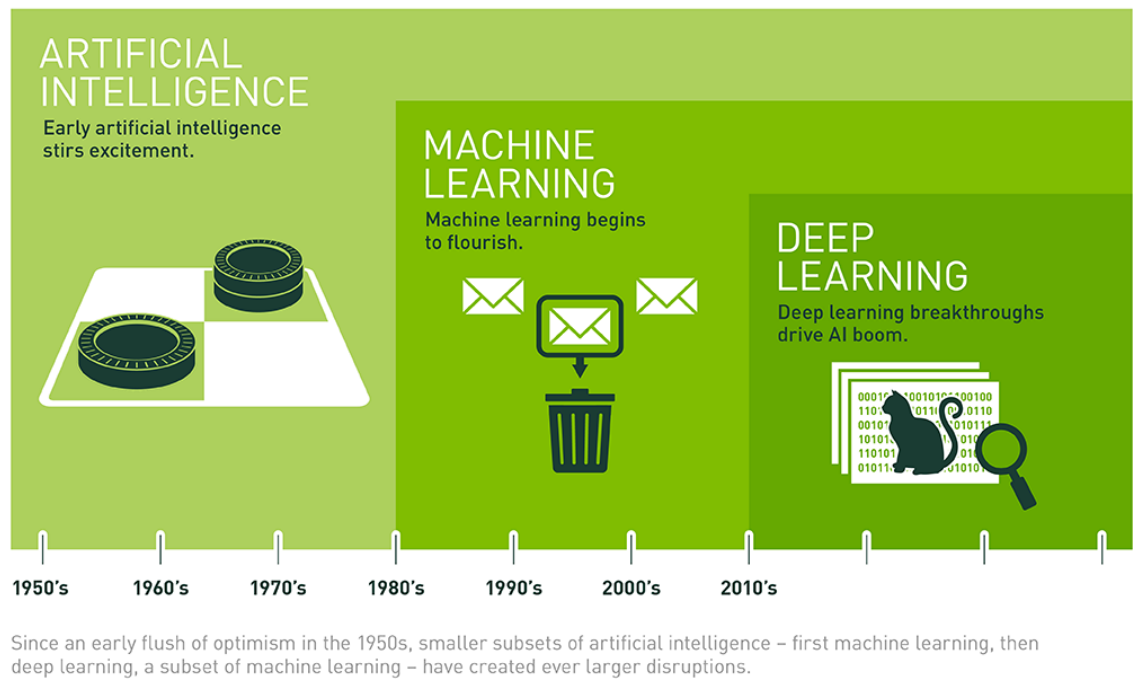 ARTIFICIAL
INTELLIGENCE
Early artificial intelligence
stirs excitement.
MACHINE
LEARNING
Machine learning begins
to flourish.
DEEP
LEARNING
Deep learning breakthroughs
drive AI boom.
1950's
1960's
1970's
1980's
1990's
2000's
2010's
Since an early flush of optimism in the 1950s, smaller subsets of artificial intelligence – first machine learning, then
deep learning, a subset of machine learning – have created ever larger disruptions.